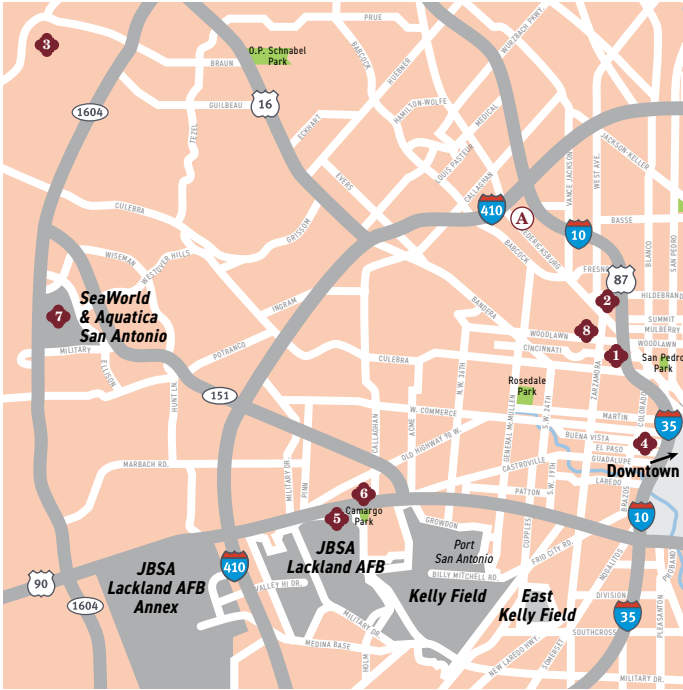 PRUE
WURZBACH PKWY.
3
O.P. Schnabel
Park
BABCOCK
BRAUN
HUEBNER
GUILBEAU
16
HAMILTON-WOLFE
MEDICAL
1604
ECKHART
TEZEL
JACKSON-KELLER
LOUIS PASTEUR
VANCE JACKSON
WEST AVE.
EVERS
CALLAGHAN
CULEBRA
410
A
BASSE
GRISSOM
10
BLANCO
SAN PEDRO
WISEMAN
WESTOVER HILLS
BABCOCK
87
SeaWorld
& Aquatica
San Antonio
7
INGRAM
BANDERA
2
HILDEBRAND
SUMMIT
MULBERRY
8
WOODLAWN
WOODLAWN
MILITARY
POTRANCO
CINCINNATI
1
San Pedro
Park
CULEBRA
ELLISON
N.W. 36TH
ZARZAMORA
Rosedale
Park
HUNT LN.
151
COLORADO
W. COMMERCE
GENERAL McMULLEN
S.W. 24TH
MARTIN
35
CALLAGHAN
ACME
OLD HIGHWAY 90 W.
BUENA VISTA
4
EL PASO
GUADALUPE
Downtown
MARBACH RD.
MILITARY DR.
PINN
CASTROVILLE
S.W. 19TH
LAREDO
6
PATTON
BRAZOS
5
Camargo
Park
GROWDON
CUPPLES
10
JBSA
Lackland AFB
Port
San Antonio
FRIO CITY RD.
NOGALITOS
JBSA
Lackland AFB
Annex
410
BILLY MITCHELL RD.
PROBANDT
90
VALLEY HI DR.
Kelly Field
East
Kelly Field
DIVISION
1604
MILITARY DR.
35
PLEASANTON
SOUTHCROSS
MEDINA BASE
HOLM
NEW LAREDO HWY.
SOMERSET
MILITARY DR.